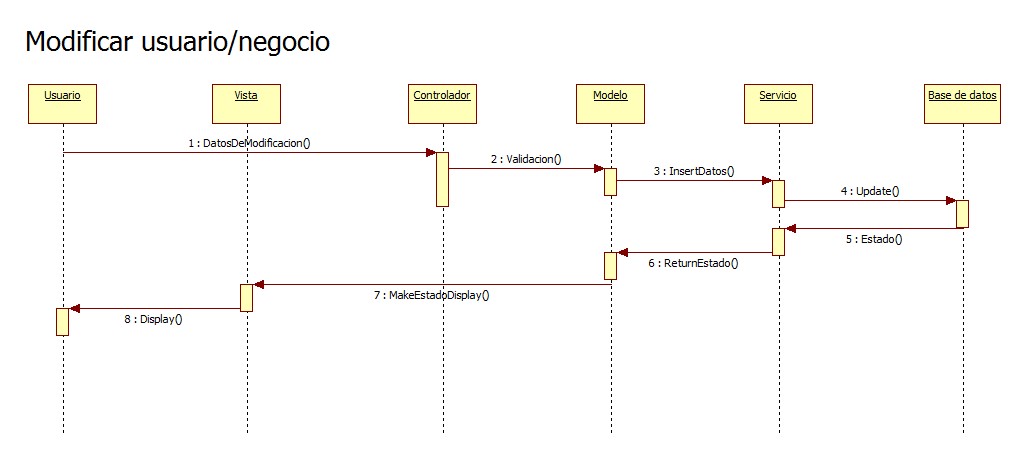 Modificar usuario/negocio
Usuario
Vista
Controlador
Modelo
Servicio
Base de datos
1 : DatosDeModificacion()
2 : Validacion()
3 : InsertDatos()
4 : Update()
5 : Estado()
6 : ReturnEstado()
7 : MakeEstadoDisplay()
8 : Display()